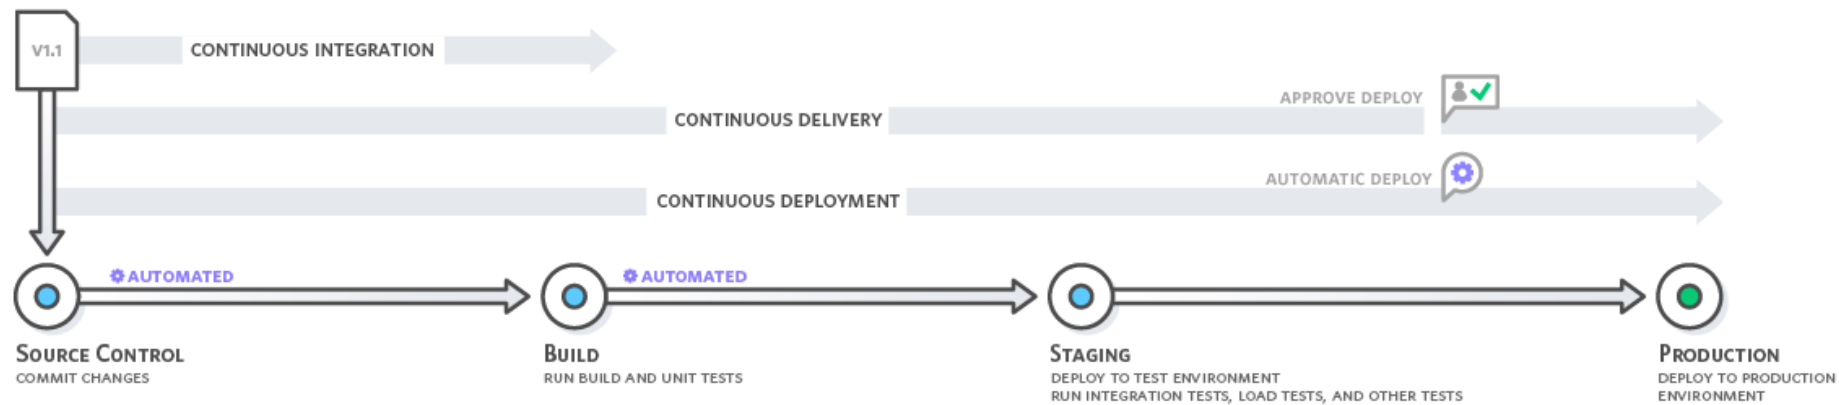 V1.1
CONTINUOUS INTEGRATION
APPROVE DEPLOY
CONTINUOUS DELIVERY
AUTOMATIC DEPLOY
CONTINUOUS DEPLOYMENT
AUTOMATED
AUTOMATED
SOURCE CONTROL
COMMIT CHANGES
BUILD
RUN BUILD AND UNIT TESTS
STAGING
DEPLOY TO TEST ENVIRONMENT
RUN INTEGRATION TESTS, LOAD TESTS, AND OTHER TESTS
PRODUCTION
DEPLOY TO PRODUCTION
ENVIRONMENT